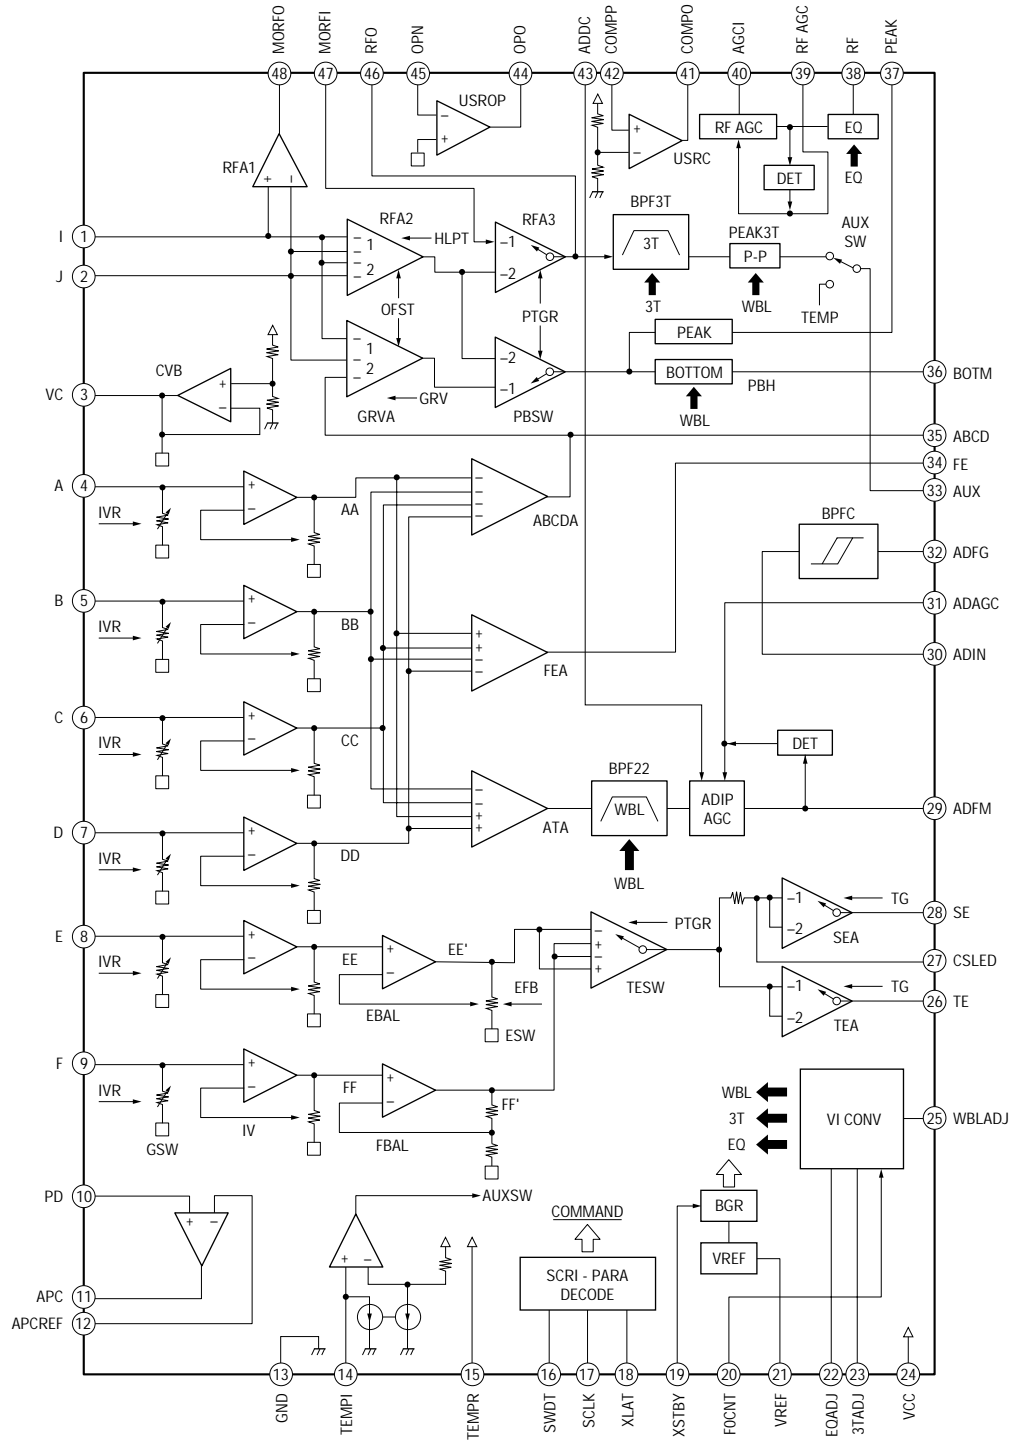 MORFO
MORFI
RFO
OPN
OPO
ADDC
COMPP
COMPO
AGCI
RF AGC
RF
PEAK
48
47
46
45
44
43
42
41
40
39
38
37
USROP
−
+
+
−
USRC
RF AGC
EQ
EQ
DET
RFA1
+
−
I
1
J
2
RFA2
−
−
1
−
−
2
HLPT
OFST
RFA3
−1
−2
PTGR
BPF3T
3T
3T
PEAK3T
P-P
WBL
AUX
SW
TEMP
−
−
1
2
−
GRV
GRVA
−2
−1
PBSW
PEAK
BOTTOM
PBH
WBL
36
BOTM
VC
3
CVB
+
−
35
ABCD
34
FE
33
AUX
A
4
IVR
+
−
AA
−
−
−
−
ABCDA
BPFC
32
ADFG
31
ADAGC
30
ADIN
B
5
IVR
+
−
BB
+
+
−
−
FEA
C
6
IVR
+
−
CC
DET
D
7
IVR
+
−
DD
−
−
+
+
ATA
BPF22
WBL
WBL
ADIP
AGC
29
ADFM
E
8
IVR
+
−
EE
+
−
EBAL
EE'
EFB
ESW
−
+
−
+
TESW
PTGR
−1
−2
SEA
TG
28
SE
27
CSLED
−1
−2
TEA
TG
26
TE
F
9
IVR
GSW
+
−
IV
FF
+
−
FBAL
FF'
WBL
3T
EQ
VI CONV
25
WBLADJ
PD
10
+
−
APC
11
APCREF
12
AUXSW
+
−
COMMAND
SCRI - PARA
DECODE
BGR
VREF
13
14
15
16
17
18
19
20
21
22
23
24
GND
TEMPI
TEMPR
SWDT
SCLK
XLAT
XSTBY
F0CNT
VREF
EQADJ
3TADJ
VCC